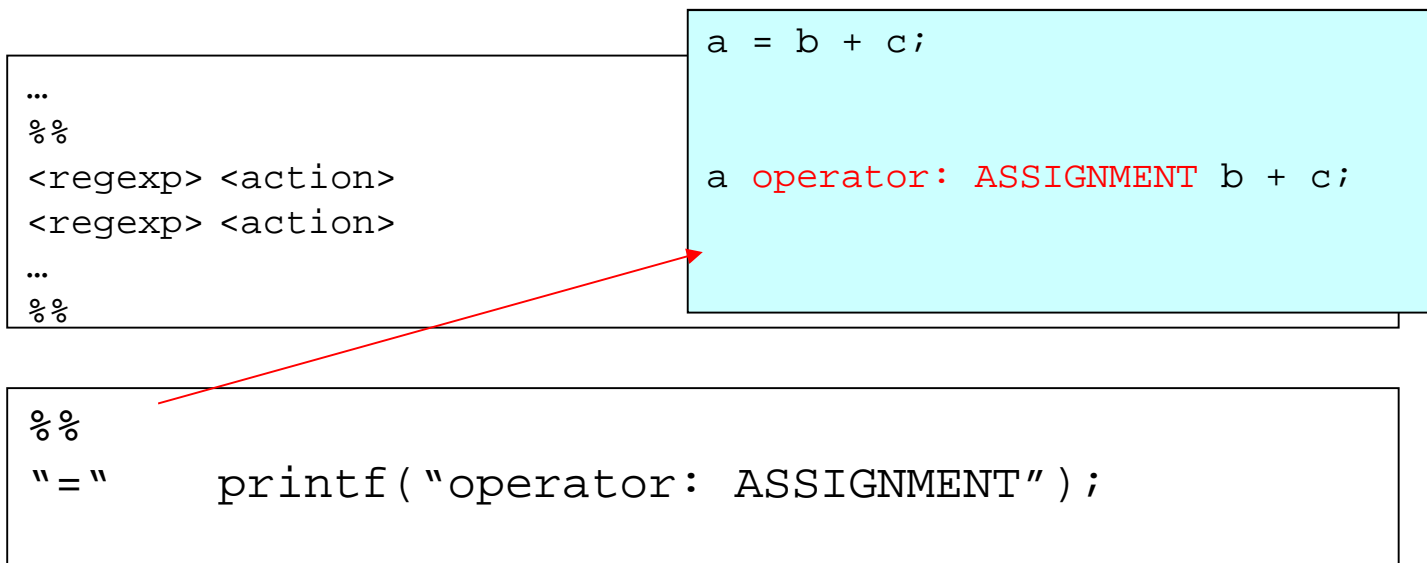 …
%%
<regexp> <action>
<regexp> <action>
…
%%
a = b + c;
a operator: ASSIGNMENT b + c;
%%
“=“ printf(“operator: ASSIGNMENT”);